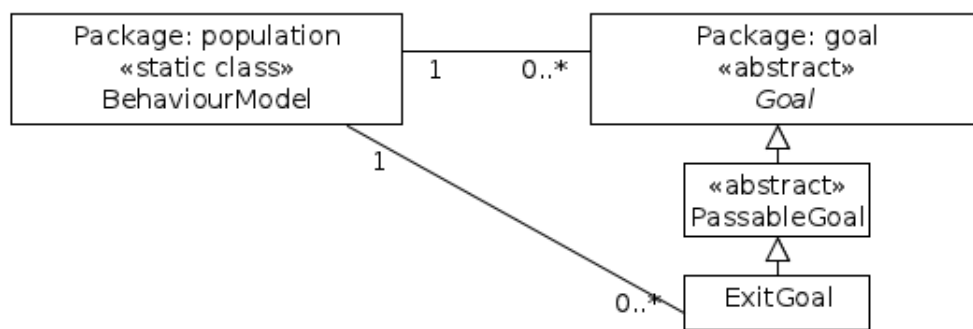 Package: population
«static class»
BehaviourModel
1
0..*
Package: goal
«abstract»
Goal
1
«abstract»
PassableGoal
0..*
ExitGoal